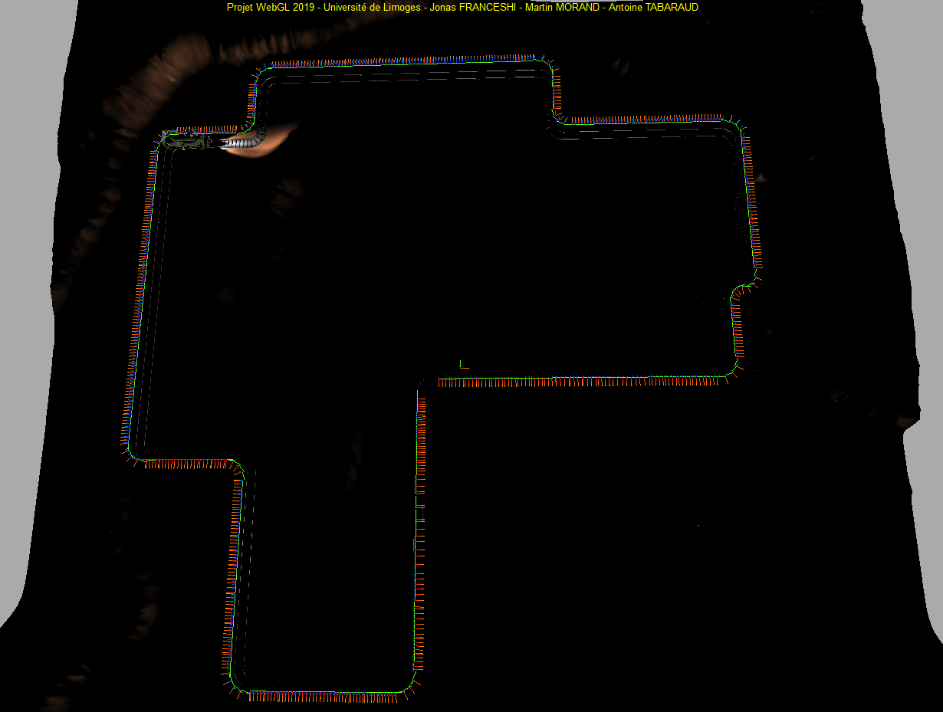 Projet WebGL 2019 - Université de Limoges - Jonas FRANCESHI - Martin MORAND - Antoine TABARAUD